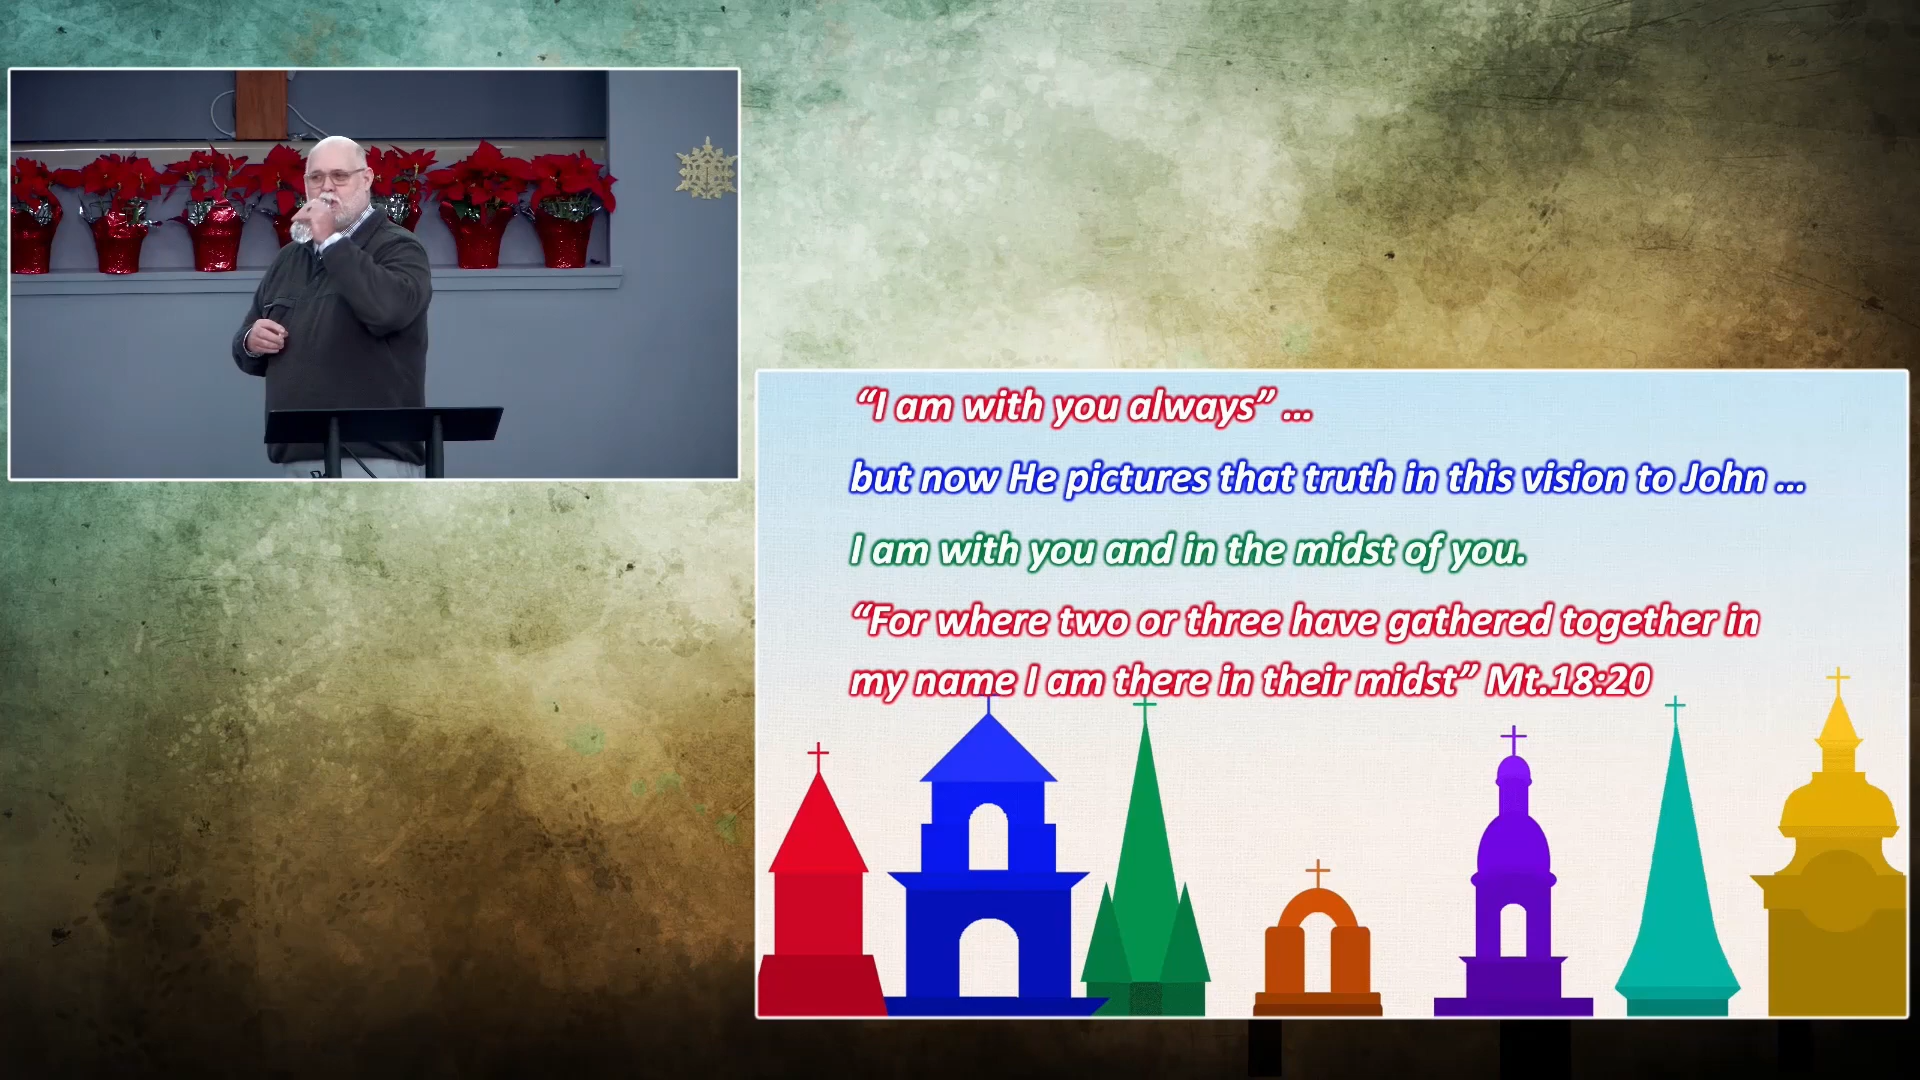 “I am with you always” ...
but now He pictures that truth in this vision to John ...
I am with you and in the midst of you.
“For where two or three have gathered together in
my name I am there in their midst” Mt.18:20